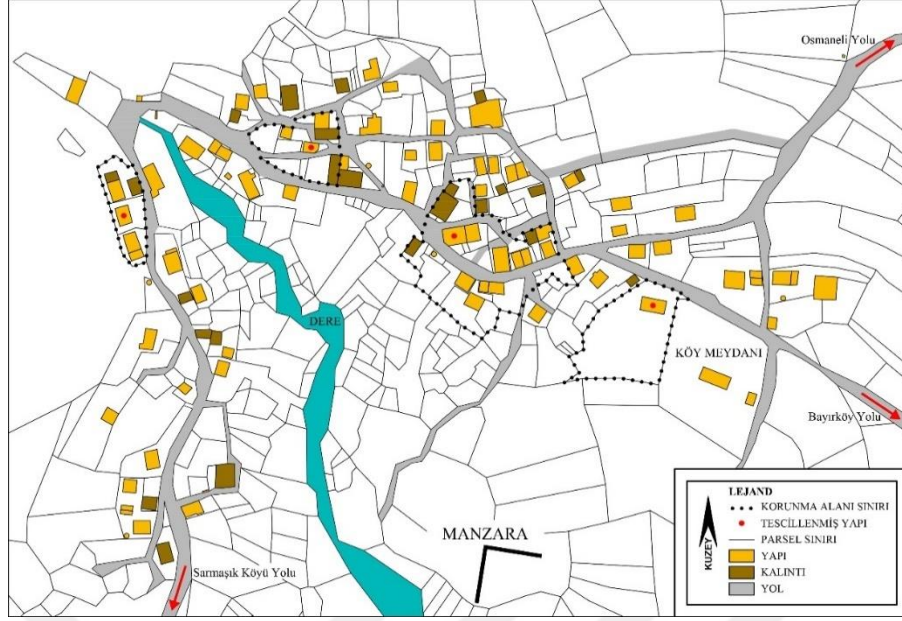 Osmaneli Yolu
DERE
KÖY MEYDANI
Bayırköy Yolu
MANZARA
Sarmaşık Köyü Yolu
KUZEY
LEJAND
KORUNMA ALANI SINIRI
TESCİLLENMİŞ YAPI
PARSEL SINIRI
YAPI
KALINTI
YOL